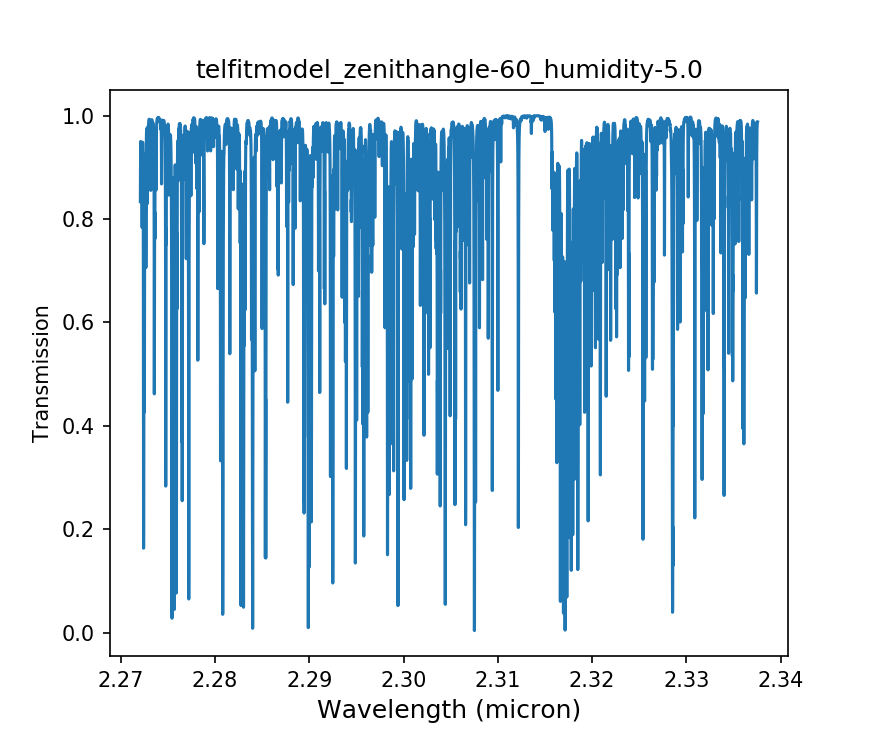 telfitmodel_zenithangle-60_humidity-5.0
1.0
0.8
0.6
0.4
0.2
0.0
Transmission
2.27 2.28 2.29 2.30 2.31 2.32 2.33 2.34
Wavelength (micron)